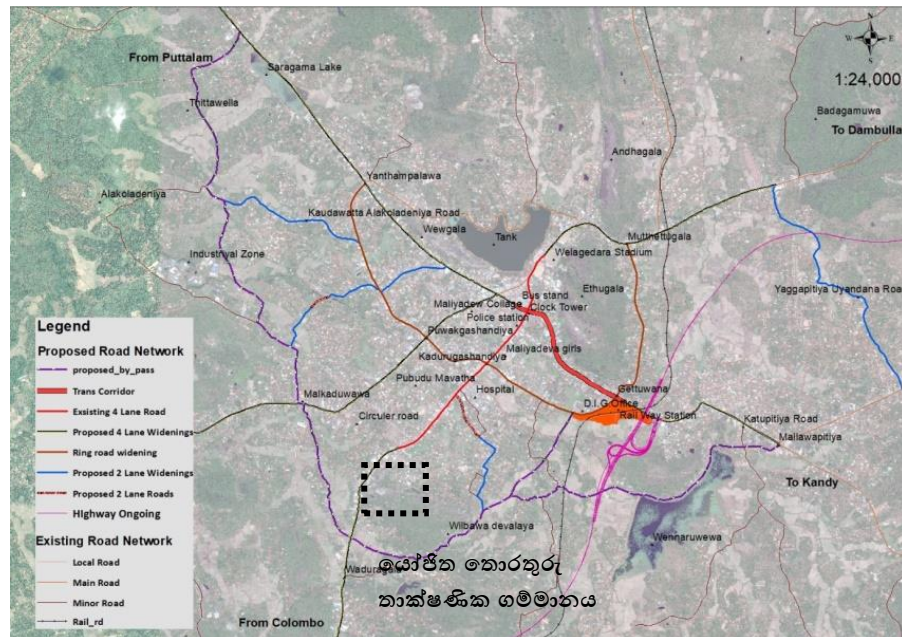 From Puttalam
Saragama Lake
N
W E
S
1:24,000
Thittawella
Badagamuwa
To Dambulla
Andhagala
Yanthampalawa
Alakoladeniya
Kaudawatta Alakoladeniya Road
Wewgala
Tank
Mutthettugala
Welagedara Stadium
Industriyal Zone
Ethugala
Yaggapitiya Uyandana Roa
Bus stand
Maliyadew Collage
Clock Tower
Police station
Puwakgashandiya
Maliyadeva girls
Kadurugashandiya
Pubudu Mavatha
Gettuwana
Malkaduwawa
Hospital
D.I.G Office
Rail Way Station
Circuler road
Katupitiya Road
Mallawapitiya
To Kandy
Wilbawa devalaya
Wennaruwewa
Waduragala
From Colombo
යෝජිත තොරතුරු
තාක්ෂණික ගම්මානය
Legend
Proposed Road Network
proposed_by_pass
Trans Corridor
Exsisting 4 Lane Road
Proposed 4 Lane Widenings
Ring road widening
Proposed 2 Lane Widenings
Proposed 2 Lane Roads
HIghway Ongoing
Existing Road Network
Local Road
Main Road
Minor Road
Rail_rd